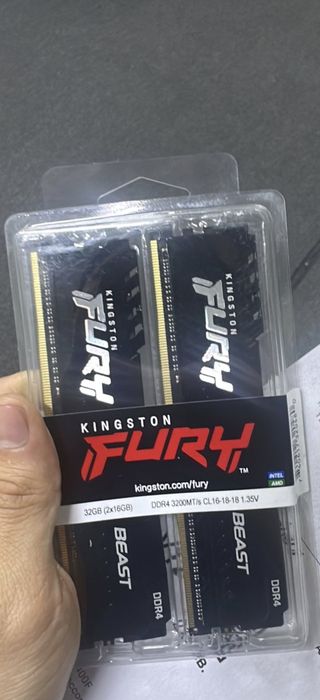 KINGSTON
FURY
KINGSTON
FURY
KINGSTON
FURY™
kingston.com/fury
INTEL
AMD
32GB (2x16GB)
DDR4 3200MT/s CL16-18-18 1.35V
BEAST
DDR4
BEAST
DDR4